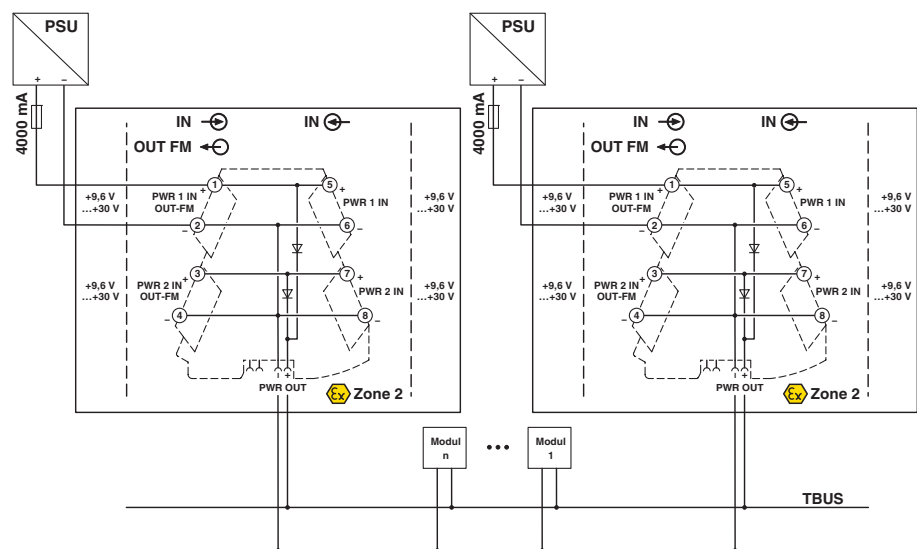 PSU
+ −
4000 mA
IN
IN
OUT FM
1
5
+
+
+9,6 V
...+30 V
PWR 1 IN
OUT-FM
PWR 1 IN
+9,6 V
...+30 V
−
2
6
−
3
7
+
+
+9,6 V
...+30 V
PWR 2 IN
OUT-FM
PWR 2 IN
+9,6 V
...+30 V
−
4
8
−
+
PWR OUT
Ex Zone 2
PSU
+ −
4000 mA
IN
IN
OUT FM
1
5
+
+
+9,6 V
...+30 V
PWR 1 IN
OUT-FM
PWR 1 IN
+9,6 V
...+30 V
−
2
6
−
3
7
+
+
+9,6 V
...+30 V
PWR 2 IN
OUT-FM
PWR 2 IN
+9,6 V
...+30 V
−
4
8
−
+
PWR OUT
Ex Zone 2
Modul
n
•••
Modul
1
TBUS